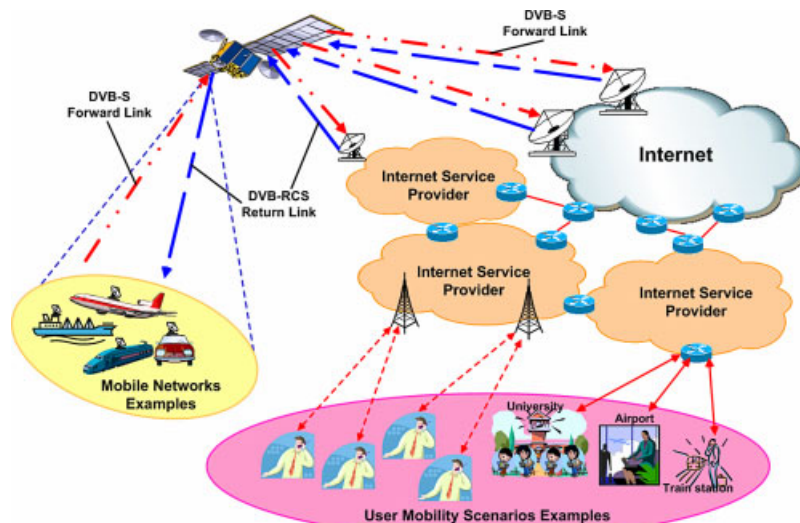 DVB-S
Forward Link
DVB-S
Forward Link
DVB-RCS
Return Link
Internet
Internet Service
Provider
Internet Service
Provider
Internet Service
Provider
Mobile Networks
Examples
University
Airport
Train station
User Mobility Scenarios Examples